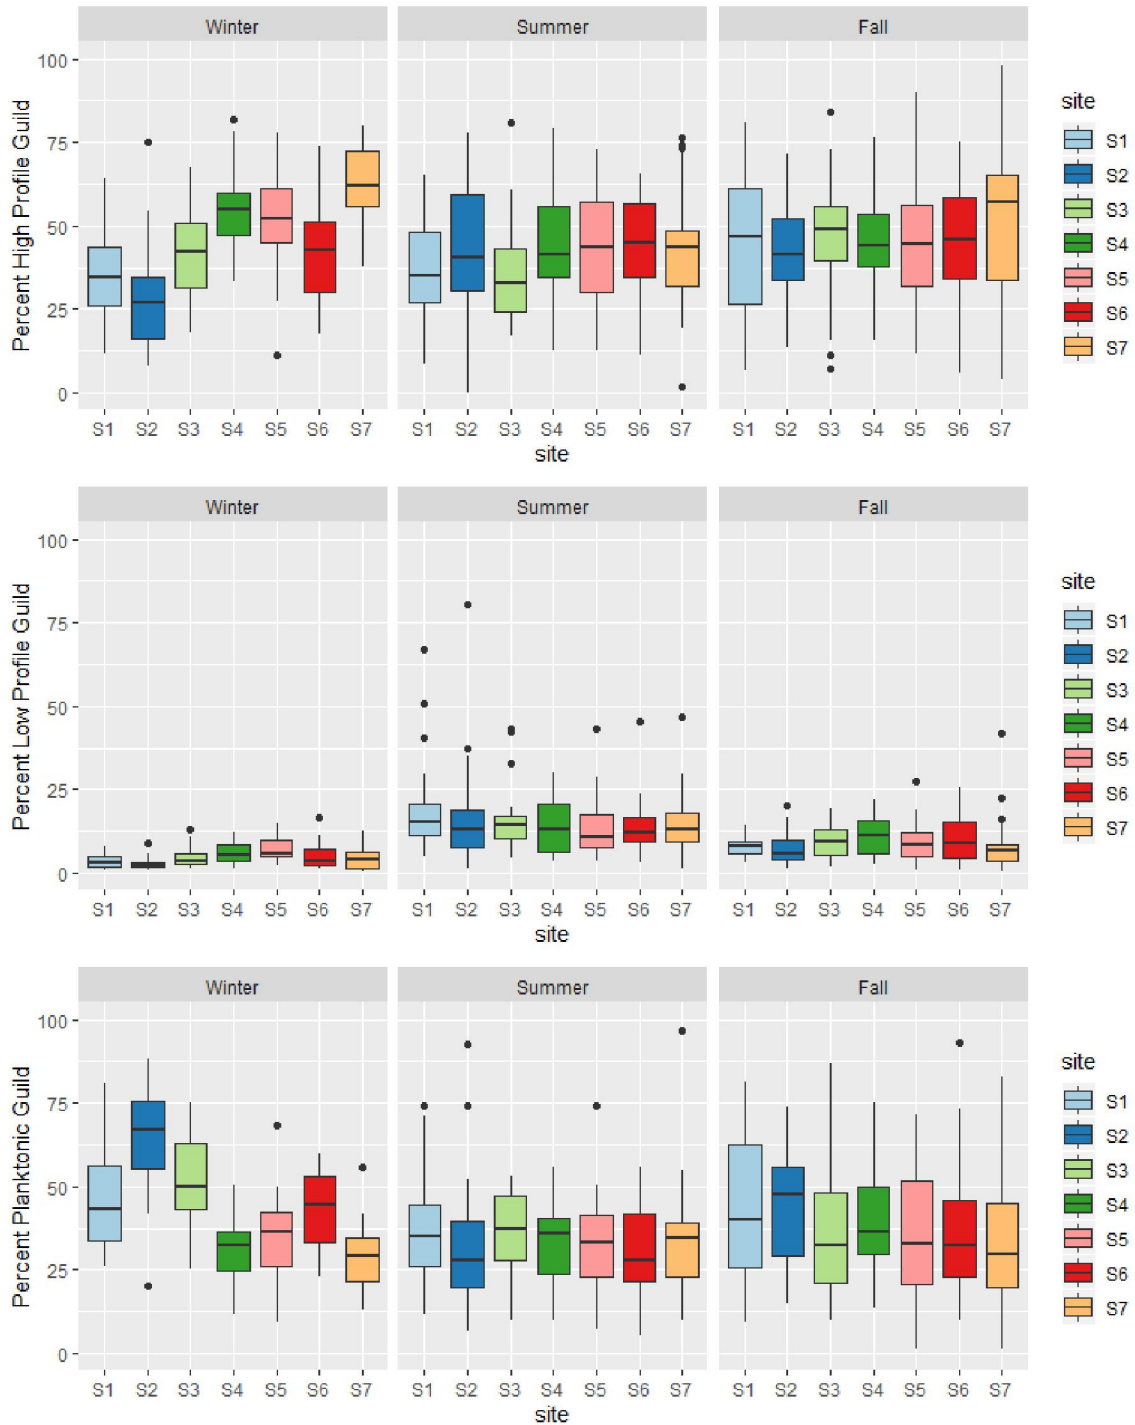 Winter Summer Fall
Percent High Profile Guild
100
75
50
25
0
S1 S2 S3 S4 S5 S6 S7 S1 S2 S3 S4 S5 S6 S7 S1 S2 S3 S4 S5 S6 S7
site
site
S1
S2
S3
S4
S5
S6
S7
Winter Summer Fall
Percent Low Profile Guild
100
75
50
25
0
S1 S2 S3 S4 S5 S6 S7 S1 S2 S3 S4 S5 S6 S7 S1 S2 S3 S4 S5 S6 S7
site
site
S1
S2
S3
S4
S5
S6
S7
Winter Summer Fall
Percent Planktonic Guild
100
75
50
25
0
S1 S2 S3 S4 S5 S6 S7 S1 S2 S3 S4 S5 S6 S7 S1 S2 S3 S4 S5 S6 S7
site
site
S1
S2
S3
S4
S5
S6
S7